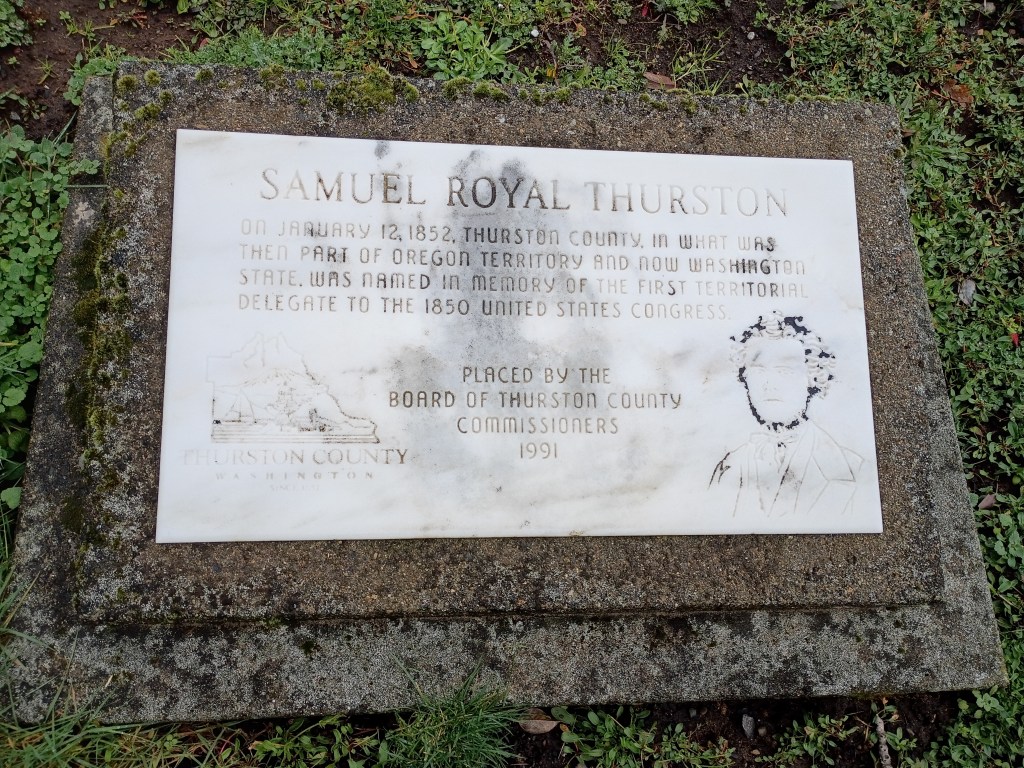 SAMUEL ROYAL THURSTON
ON JANUARY 12, 1852, THURSTON COUNTY, IN WHAT WAS
THEN PART OF OREGON TERRITORY AND NOW WASHINGTON
STATE, WAS NAMED IN MEMORY OF THE FIRST TERRITORIAL
DELEGATE TO THE 1850 UNITED STATES CONGRESS.
PLACED BY THE
BOARD OF THURSTON COUNTY
COMMISSIONERS
1991
THURSTON COUNTY
WASHINGTON